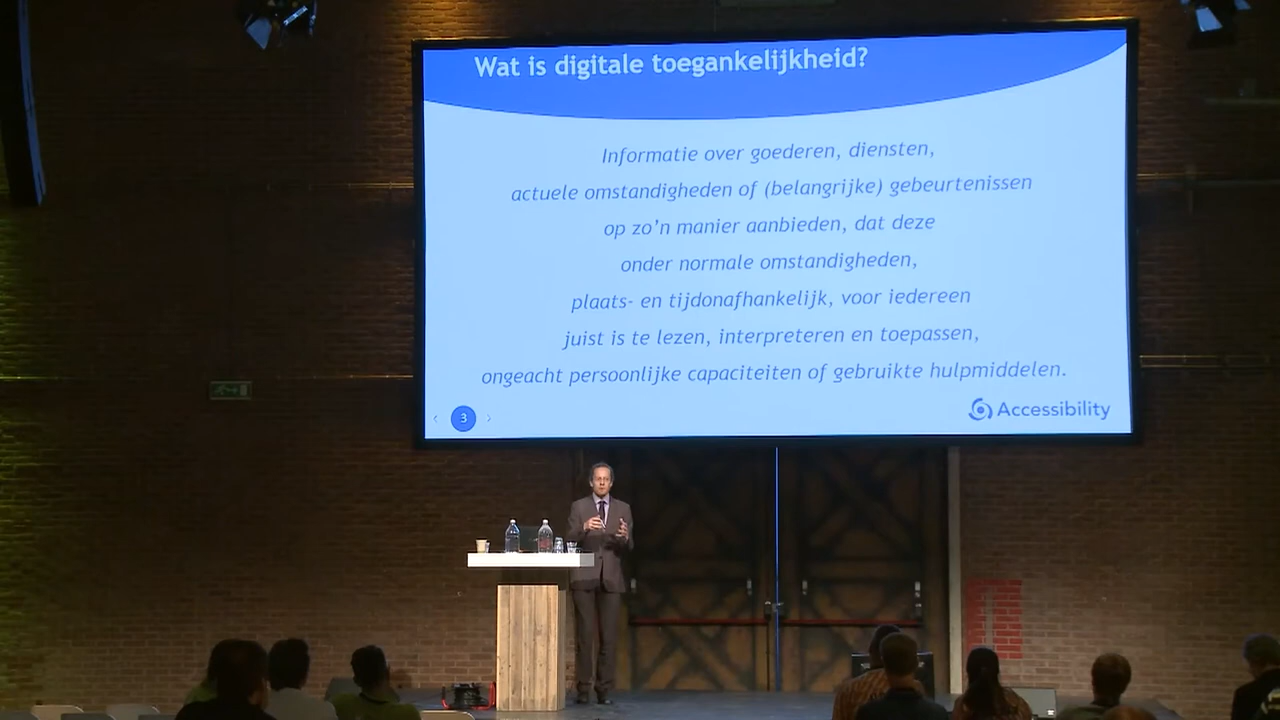 Wat is digitale toegankelijkheid?
Informatie over goederen, diensten,
actuele omstandigheden of (belangrijke) gebeurtenissen
op zo’n manier aanbieden, dat deze
onder normale omstandigheden,
plaats- en tijdonafhankelijk, voor iedereen
juist is te lezen, interpreteren en toepassen,
ongeacht persoonlijke capaciteiten of gebruikte hulpmiddelen.
3
Accessibility